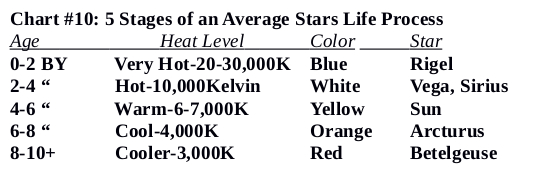 Chart #10: 5 Stages of an Average Stars Life Process
Age Heat Level Color Star
0-2 BY Very Hot-20-30,000K Blue Rigel
2-4 “ Hot-10,000Kelvin White Vega, Sirius
4-6 “ Warm-6-7,000K Yellow Sun
6-8 “ Cool-4,000K Orange Arcturus
8-10+ Cooler-3,000K Red Betelgeuse